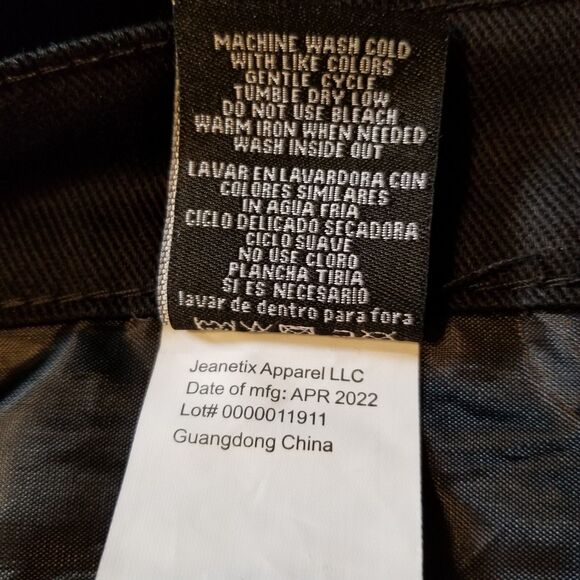 MACHINE WASH COLD
WITH LIKE COLORS
GENTLE CYCLE
TUMBLE DRY LOW
DO NOT USE BLEACH
WARM IRON WHEN NEEDED
WASH INSIDE OUT
LAVAR EN LAVARDORA CON
COLORES SIMILARES
IN AGUA FRIA
CICLO DELICADO SECADORA
CICLO SUAVE
NO USE CLORO
PLANCHA TIBIA
SI ES NECESARIO
lavar de dentro para fora
Jeanetix Apparel LLC
Date of mfg: APR 2022
Lot# 0000011911
Guangdong China